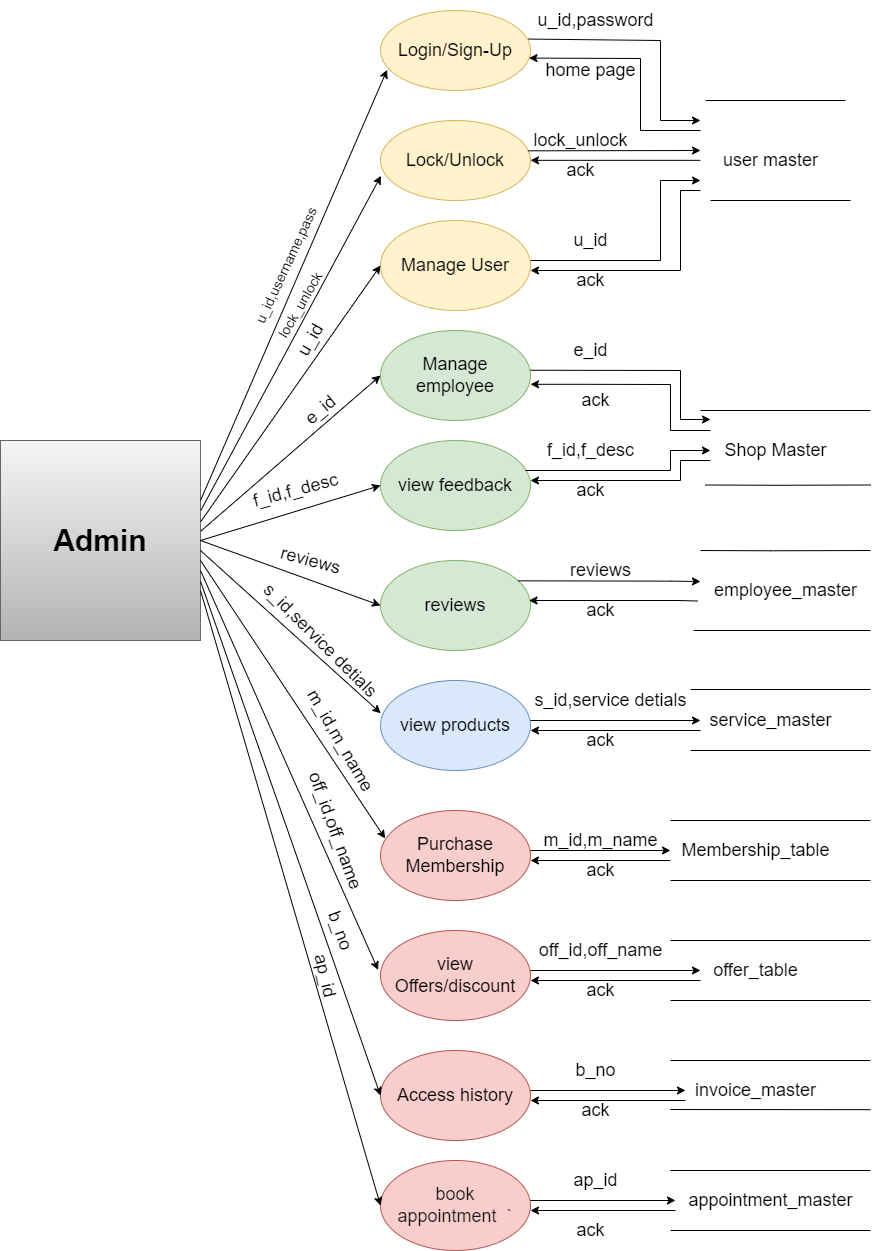 u_id,password
Login/Sign-Up
home page
lock_unlock
Lock/Unlock
ack
user master
u_id,username,pass
lock_unlock
u_id
Manage User
u_id
ack
e_id
Manage
employee
e_id
ack
Admin
f_id,f_desc
view feedback
f_id,f_desc
ack
Shop Master
reviews
reviews
reviews
ack
employee_master
s_id,service detials
view products
s_id,service detials
ack
service_master
m_id,m_name
Purchase
Membership
m_id,m_name
ack
Membership_table
off_id,off_name
view
Offers/discount
off_id,off_name
ack
offer_table
b_no
Access history
b_no
ack
invoice_master
ap_id
book
appointment `
ap_id
ack
appointment_master